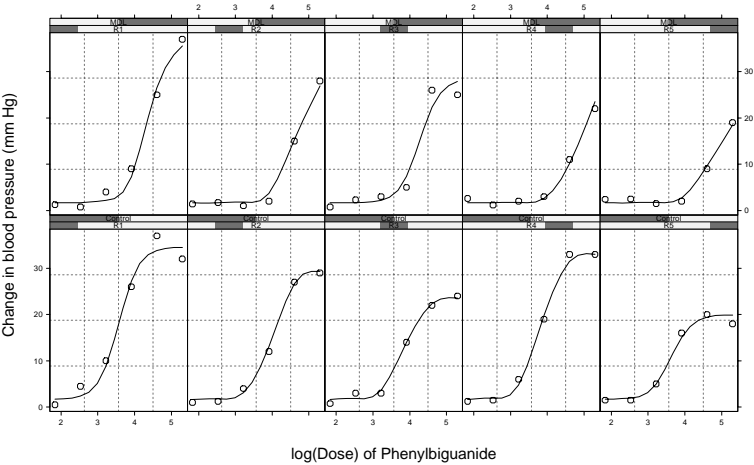 2 3 4 5 2 3 4 5
MDL MDL MDL MDL MDL
R1 R2 R3 R4 R5
30
20
10
0
Control Control Control Control Control
R1 R2 R3 R4 R5
30
20
10
0
2 3 4 5 2 3 4 5 2 3 4 5
Change in blood pressure (mm Hg)
log(Dose) of Phenylbiguanide